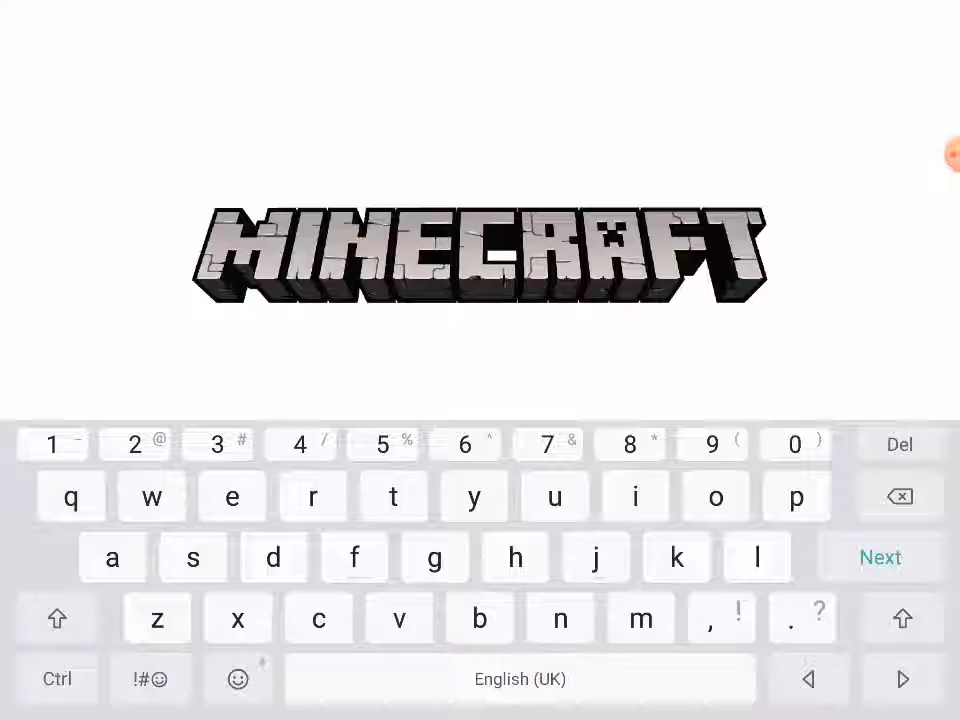 MINECRAFT
1 - 2 @ 3 # 4 / 5 % 6 ^ 7 & 8 * 9 ( 0 ) Del
q w e r t y u i o p
a s d f g h j k l Next
z x c v b n m , ! . ?
Ctrl !#☺ English (UK)